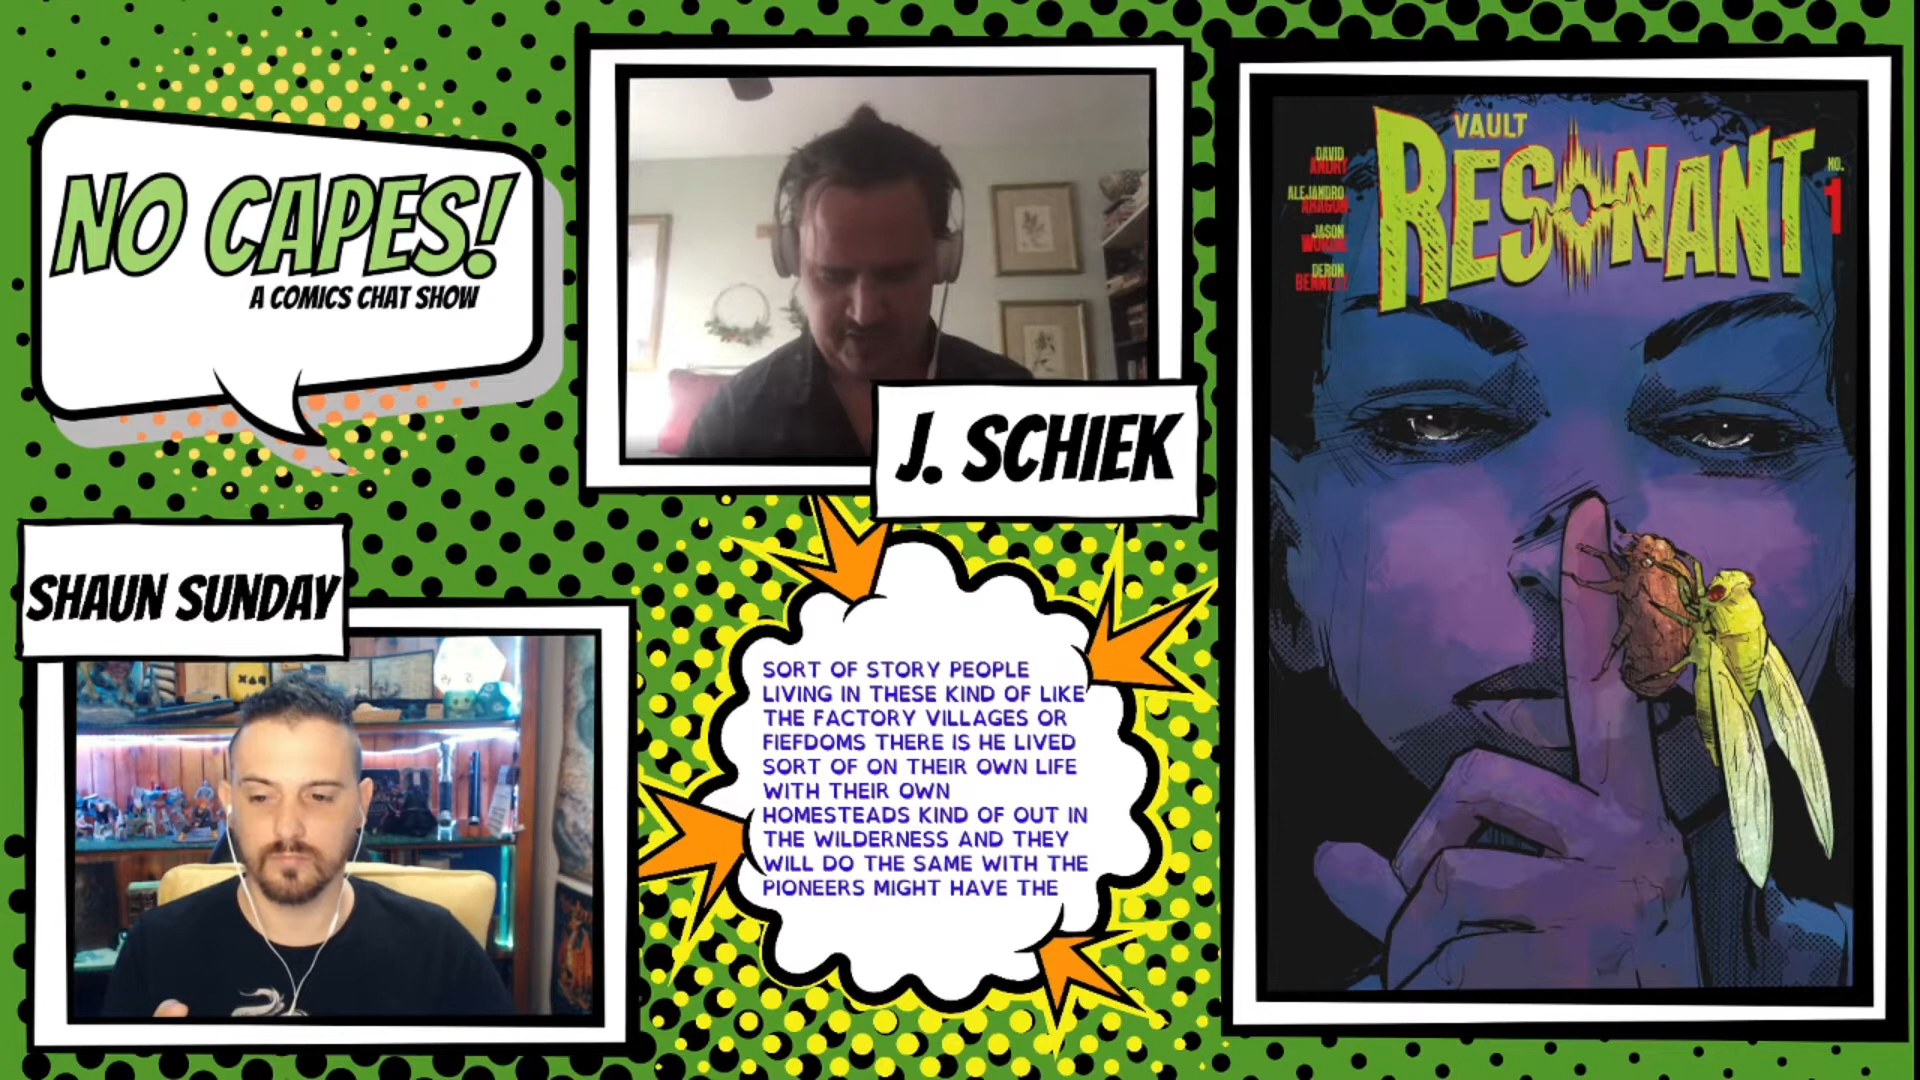 NO CAPES!
A COMICS CHAT SHOW
J. SCHIEK
SHAUN SUNDAY
SORT OF STORY PEOPLE
LIVING IN THESE KIND OF LIKE
THE FACTORY VILLAGES OR
FIEFDOMS THERE IS HE LIVED
SORT OF ON THEIR OWN LIFE
WITH THEIR OWN
HOMESTEADS KIND OF OUT IN
THE WILDERNESS AND THEY
WILL DO THE SAME WITH THE
PIONEERS MIGHT HAVE THE
VAULT
RESONANT
NO.
1
DAVID
ANDRY
ALEJANDRO
ARAGON
JASON
WORDIE
DERON
BENNETT